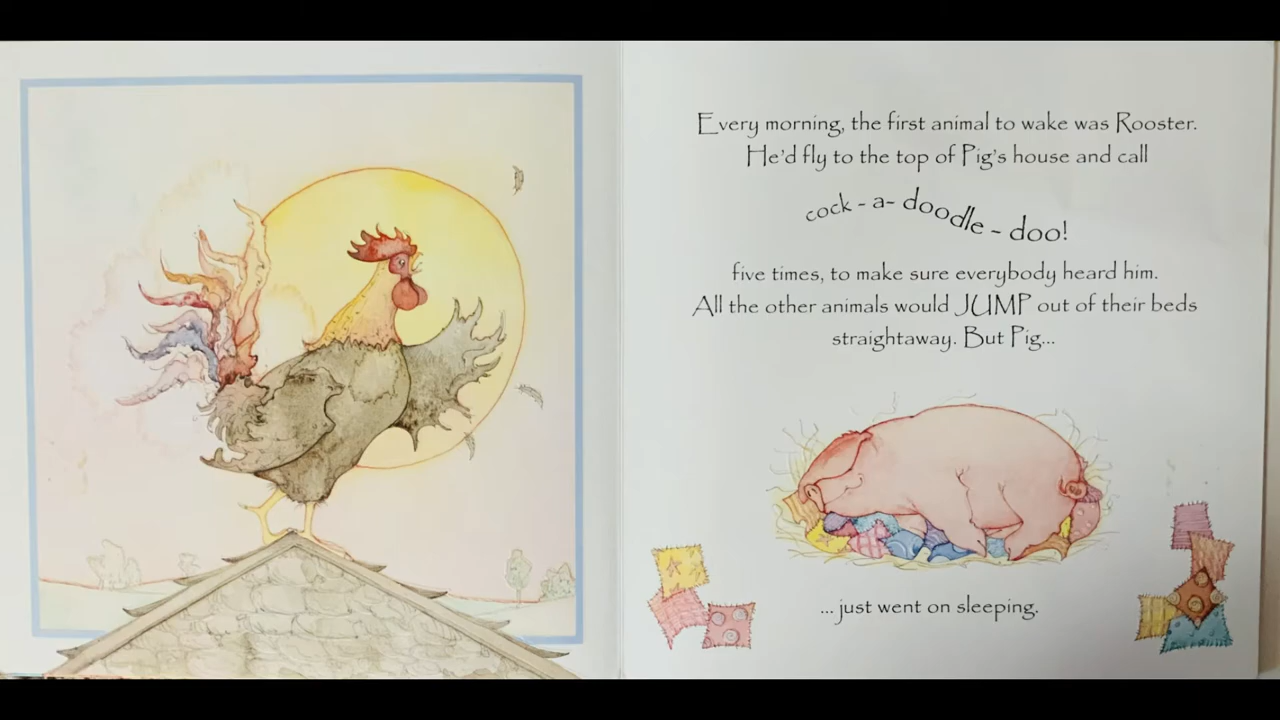 Every morning, the first animal to wake was Rooster.
He'd fly to the top of Pig's house and call
cock - a - doodle - doo!
five times, to make sure everybody heard him.
All the other animals would JUMP out of their beds
straightaway. But Pig...
... just went on sleeping.